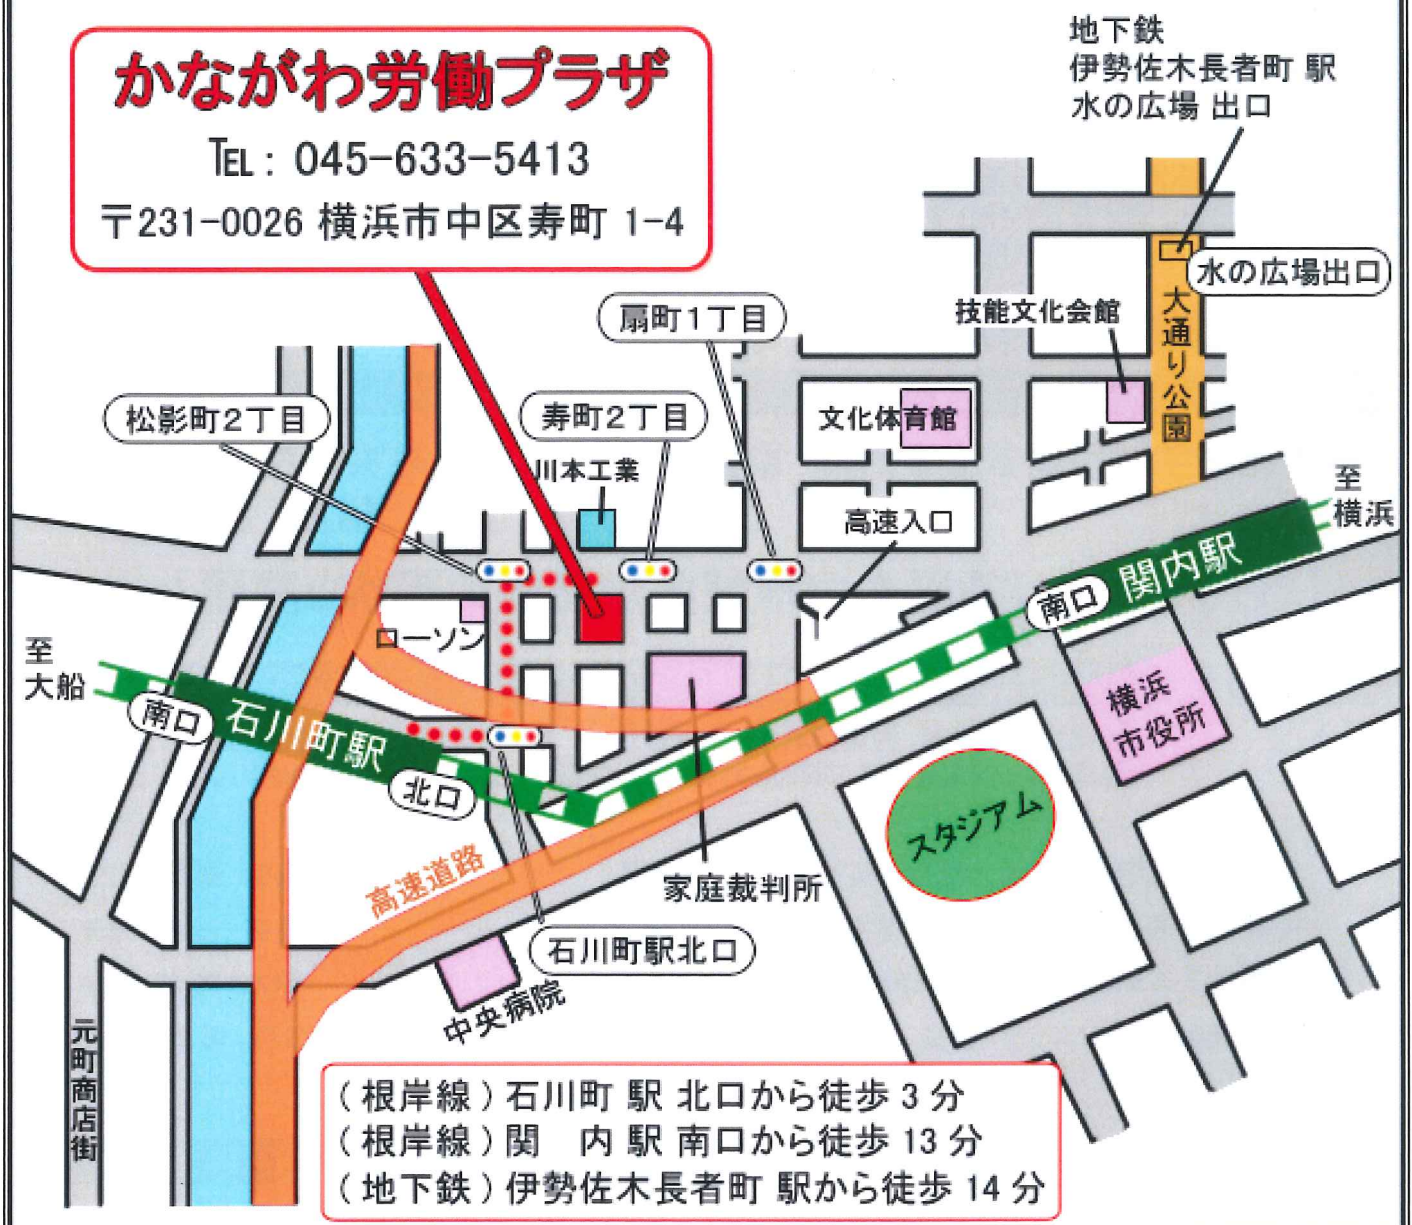 かながわ労働プラザ
TEL: 045-633-5413
〒231-0026 横浜市中区寿町 1-4
地下鉄
伊勢佐木長者町 駅
水の広場 出口
水の広場出口
大通り公園
技能文化会館
扇町1丁目
文化体育館
松影町2丁目
寿町2丁目
川本工業
高速入口
至
横浜
関内駅
南口
ローソン
至
大船
南口
石川町駅
北口
横浜
市役所
スタジアム
高速道路
家庭裁判所
石川町駅北口
中央病院
元町商店街
(根岸線)石川町 駅 北口から徒歩 3 分
(根岸線)関 内 駅 南口から徒歩 13 分
(地下鉄)伊勢佐木長者町 駅から徒歩 14 分